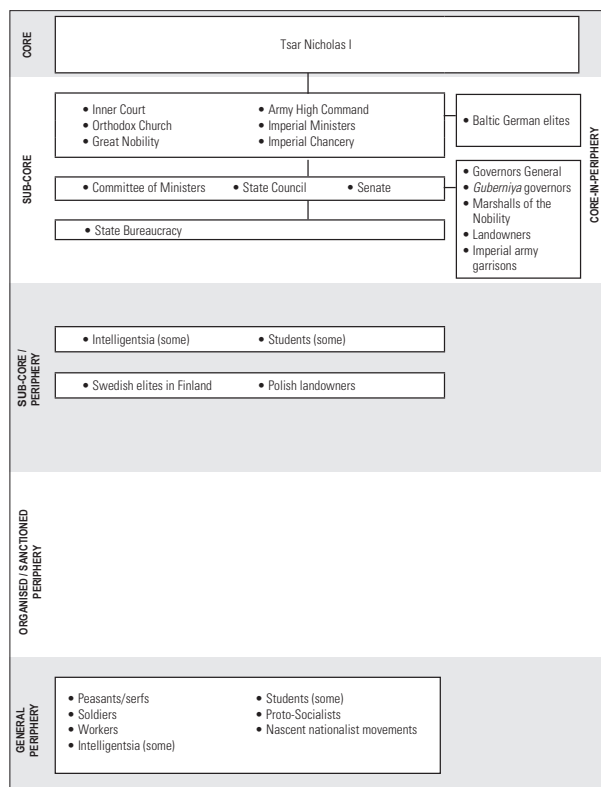 CORE
Tsar Nicholas I
SUB-CORE
• Inner Court
• Orthodox Church
• Great Nobility
• Army High Command
• Imperial Ministers
• Imperial Chancery
• Baltic German elites
• Committee of Ministers • State Council • Senate
• State Bureaucracy
CORE-IN-PERIPHERY
• Governors General
• Guberniya governors
• Marshalls of the
Nobility
• Landowners
• Imperial army
garrisons
SUB-CORE /
PERIPHERY
• Intelligentsia (some) • Students (some)
• Swedish elites in Finland • Polish landowners
ORGANISED / SANCTIONED
PERIPHERY
GENERAL
PERIPHERY
• Peasants/serfs
• Soldiers
• Workers
• Intelligentsia (some)
• Students (some)
• Proto-Socialists
• Nascent nationalist movements